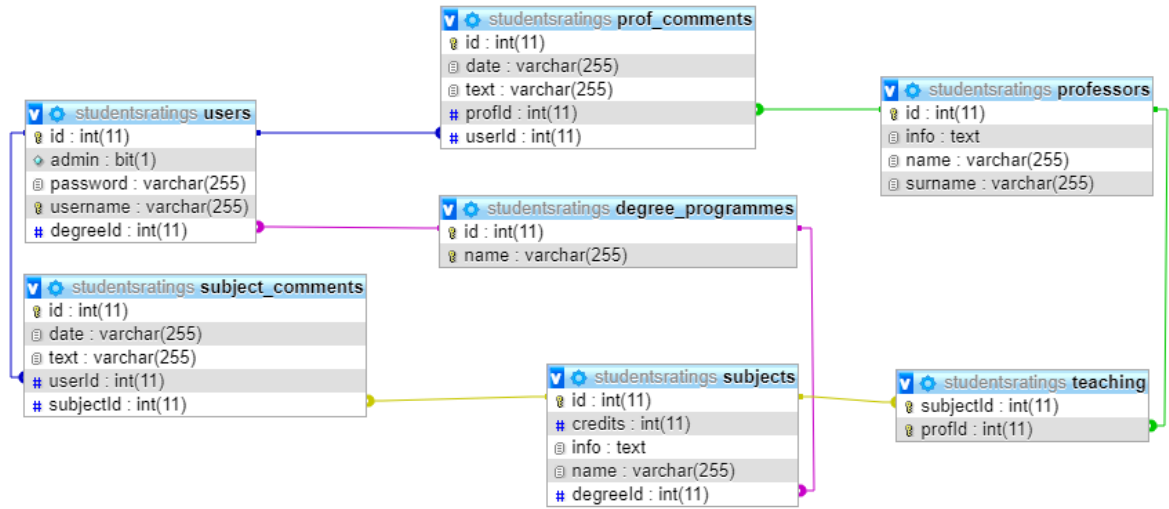 studentsratings prof_comments
id : int(11)
date : varchar(255)
text : varchar(255)
profId : int(11)
userId : int(11)
studentsratings professors
id : int(11)
info : text
name : varchar(255)
surname : varchar(255)
studentsratings users
id : int(11)
admin : bit(1)
password : varchar(255)
username : varchar(255)
degreeId : int(11)
studentsratings degree_programmes
id : int(11)
name : varchar(255)
studentsratings subject_comments
id : int(11)
date : varchar(255)
text : varchar(255)
userId : int(11)
subjectId : int(11)
studentsratings subjects
id : int(11)
credits : int(11)
info : text
name : varchar(255)
degreeId : int(11)
studentsratings teaching
subjectId : int(11)
profId : int(11)